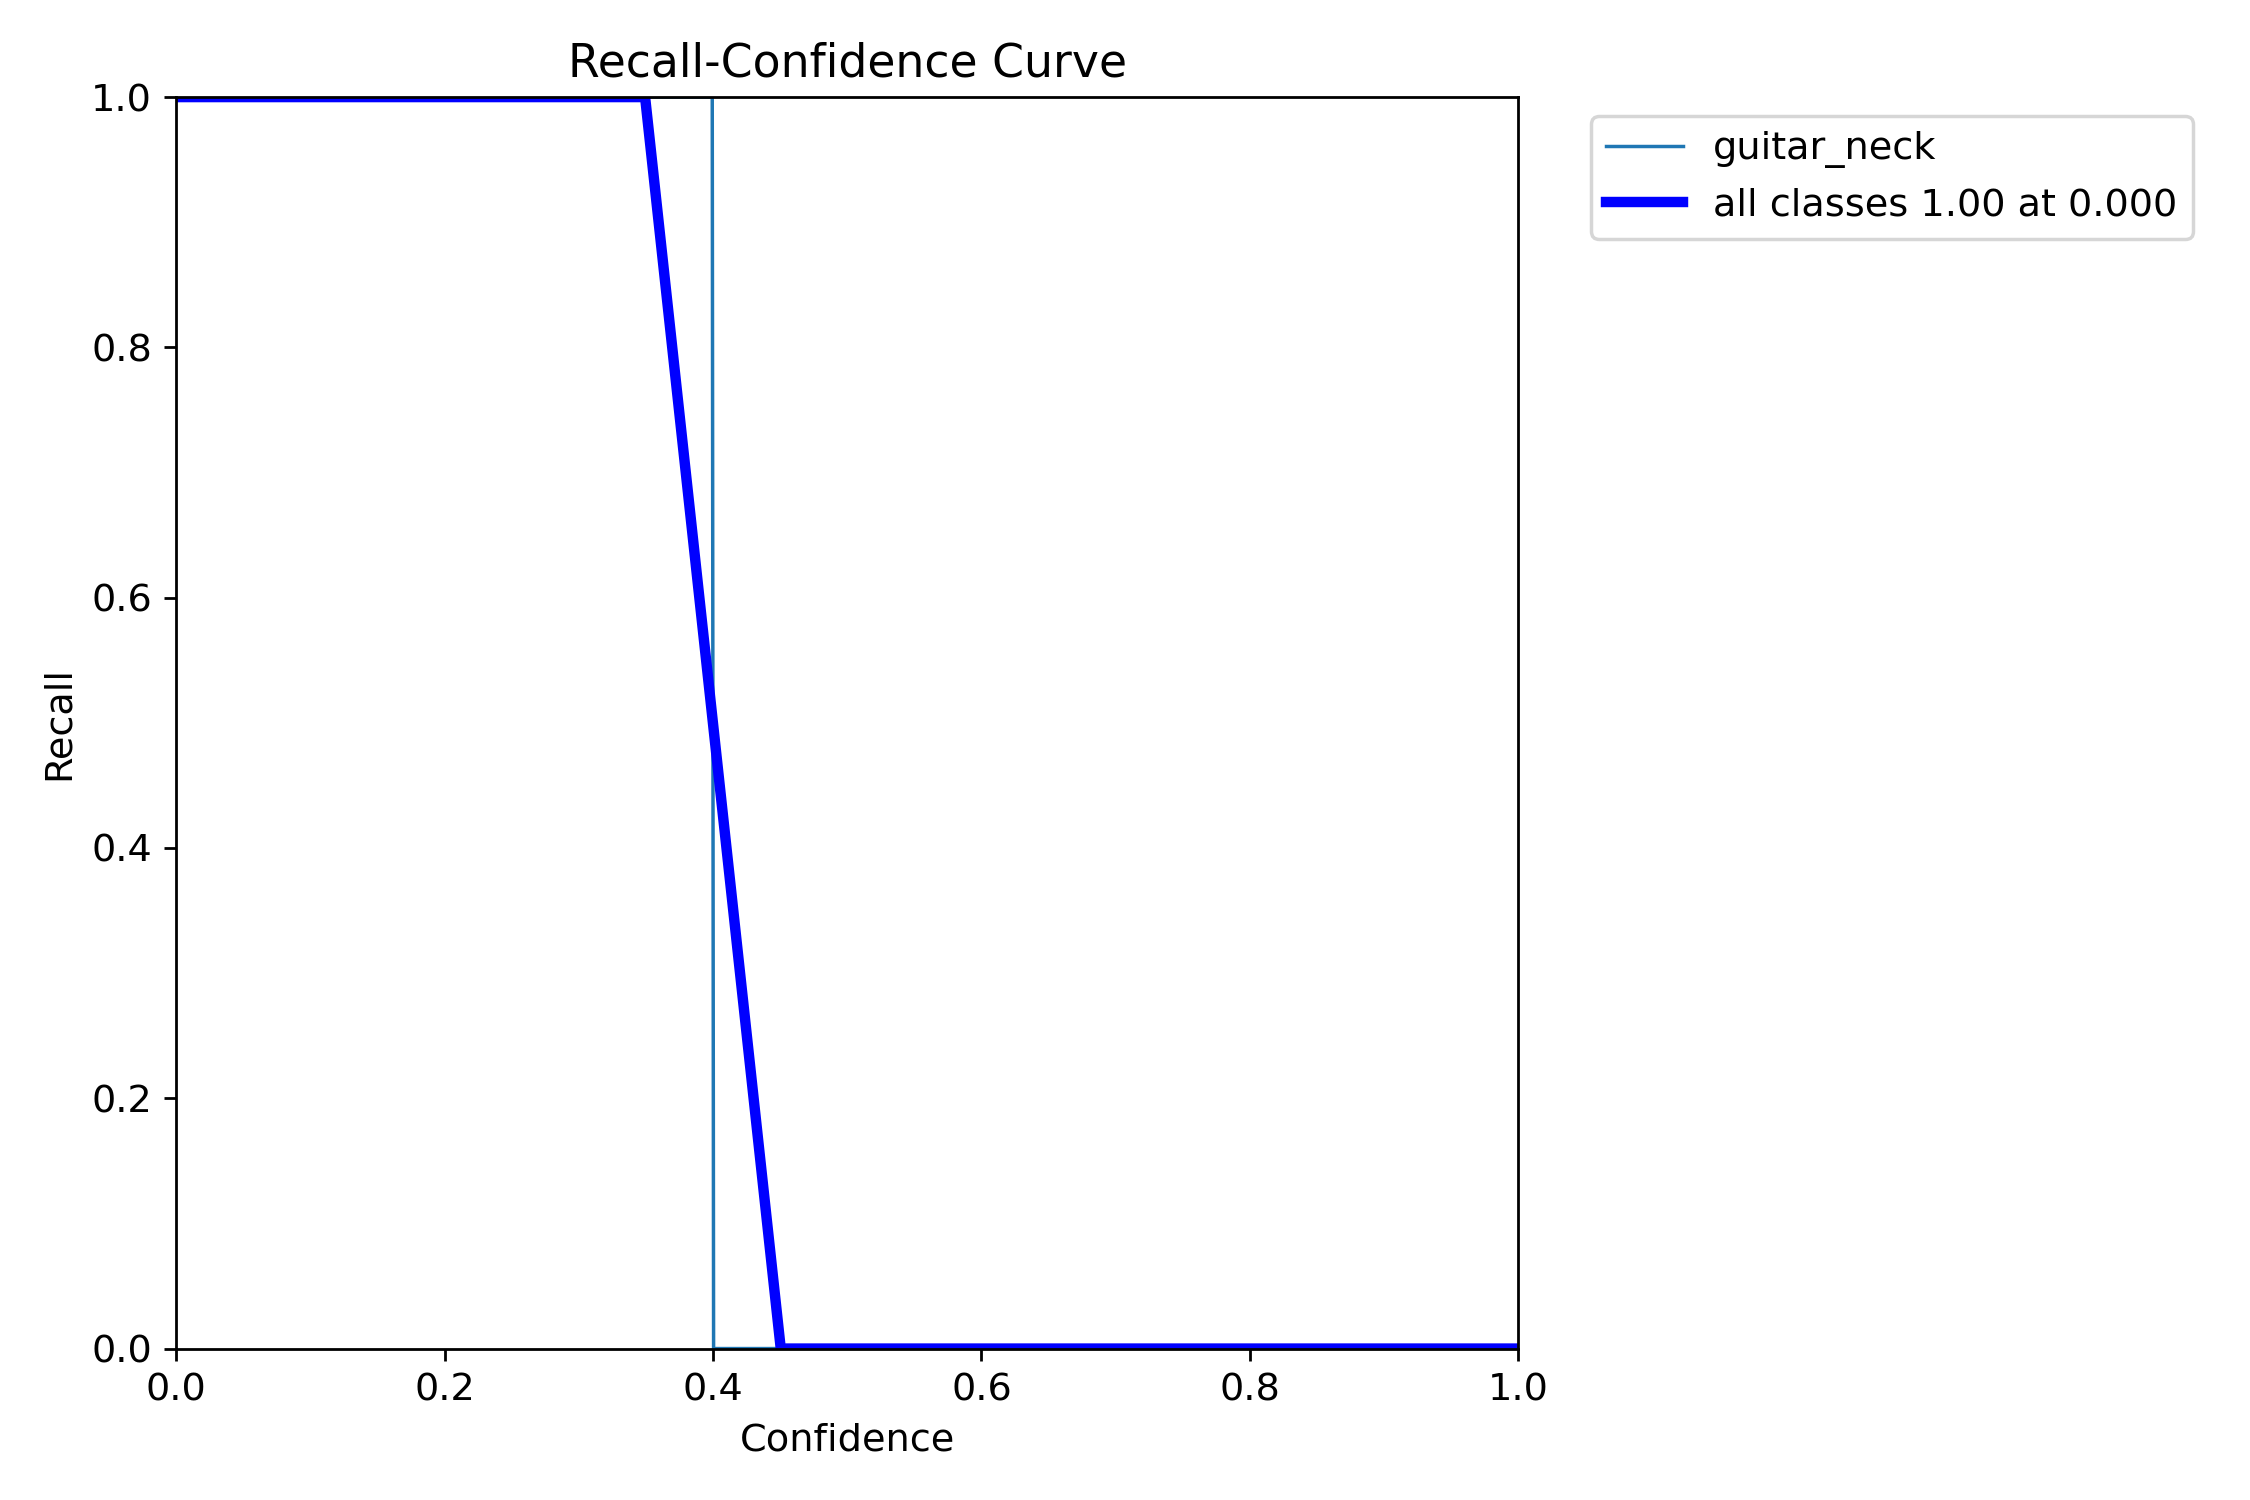 Recall-Confidence Curve
1.0
0.8
0.6
0.4
0.2
0.0
Recall
0.0 0.2 0.4 0.6 0.8 1.0
Confidence
guitar_neck
all classes 1.00 at 0.000